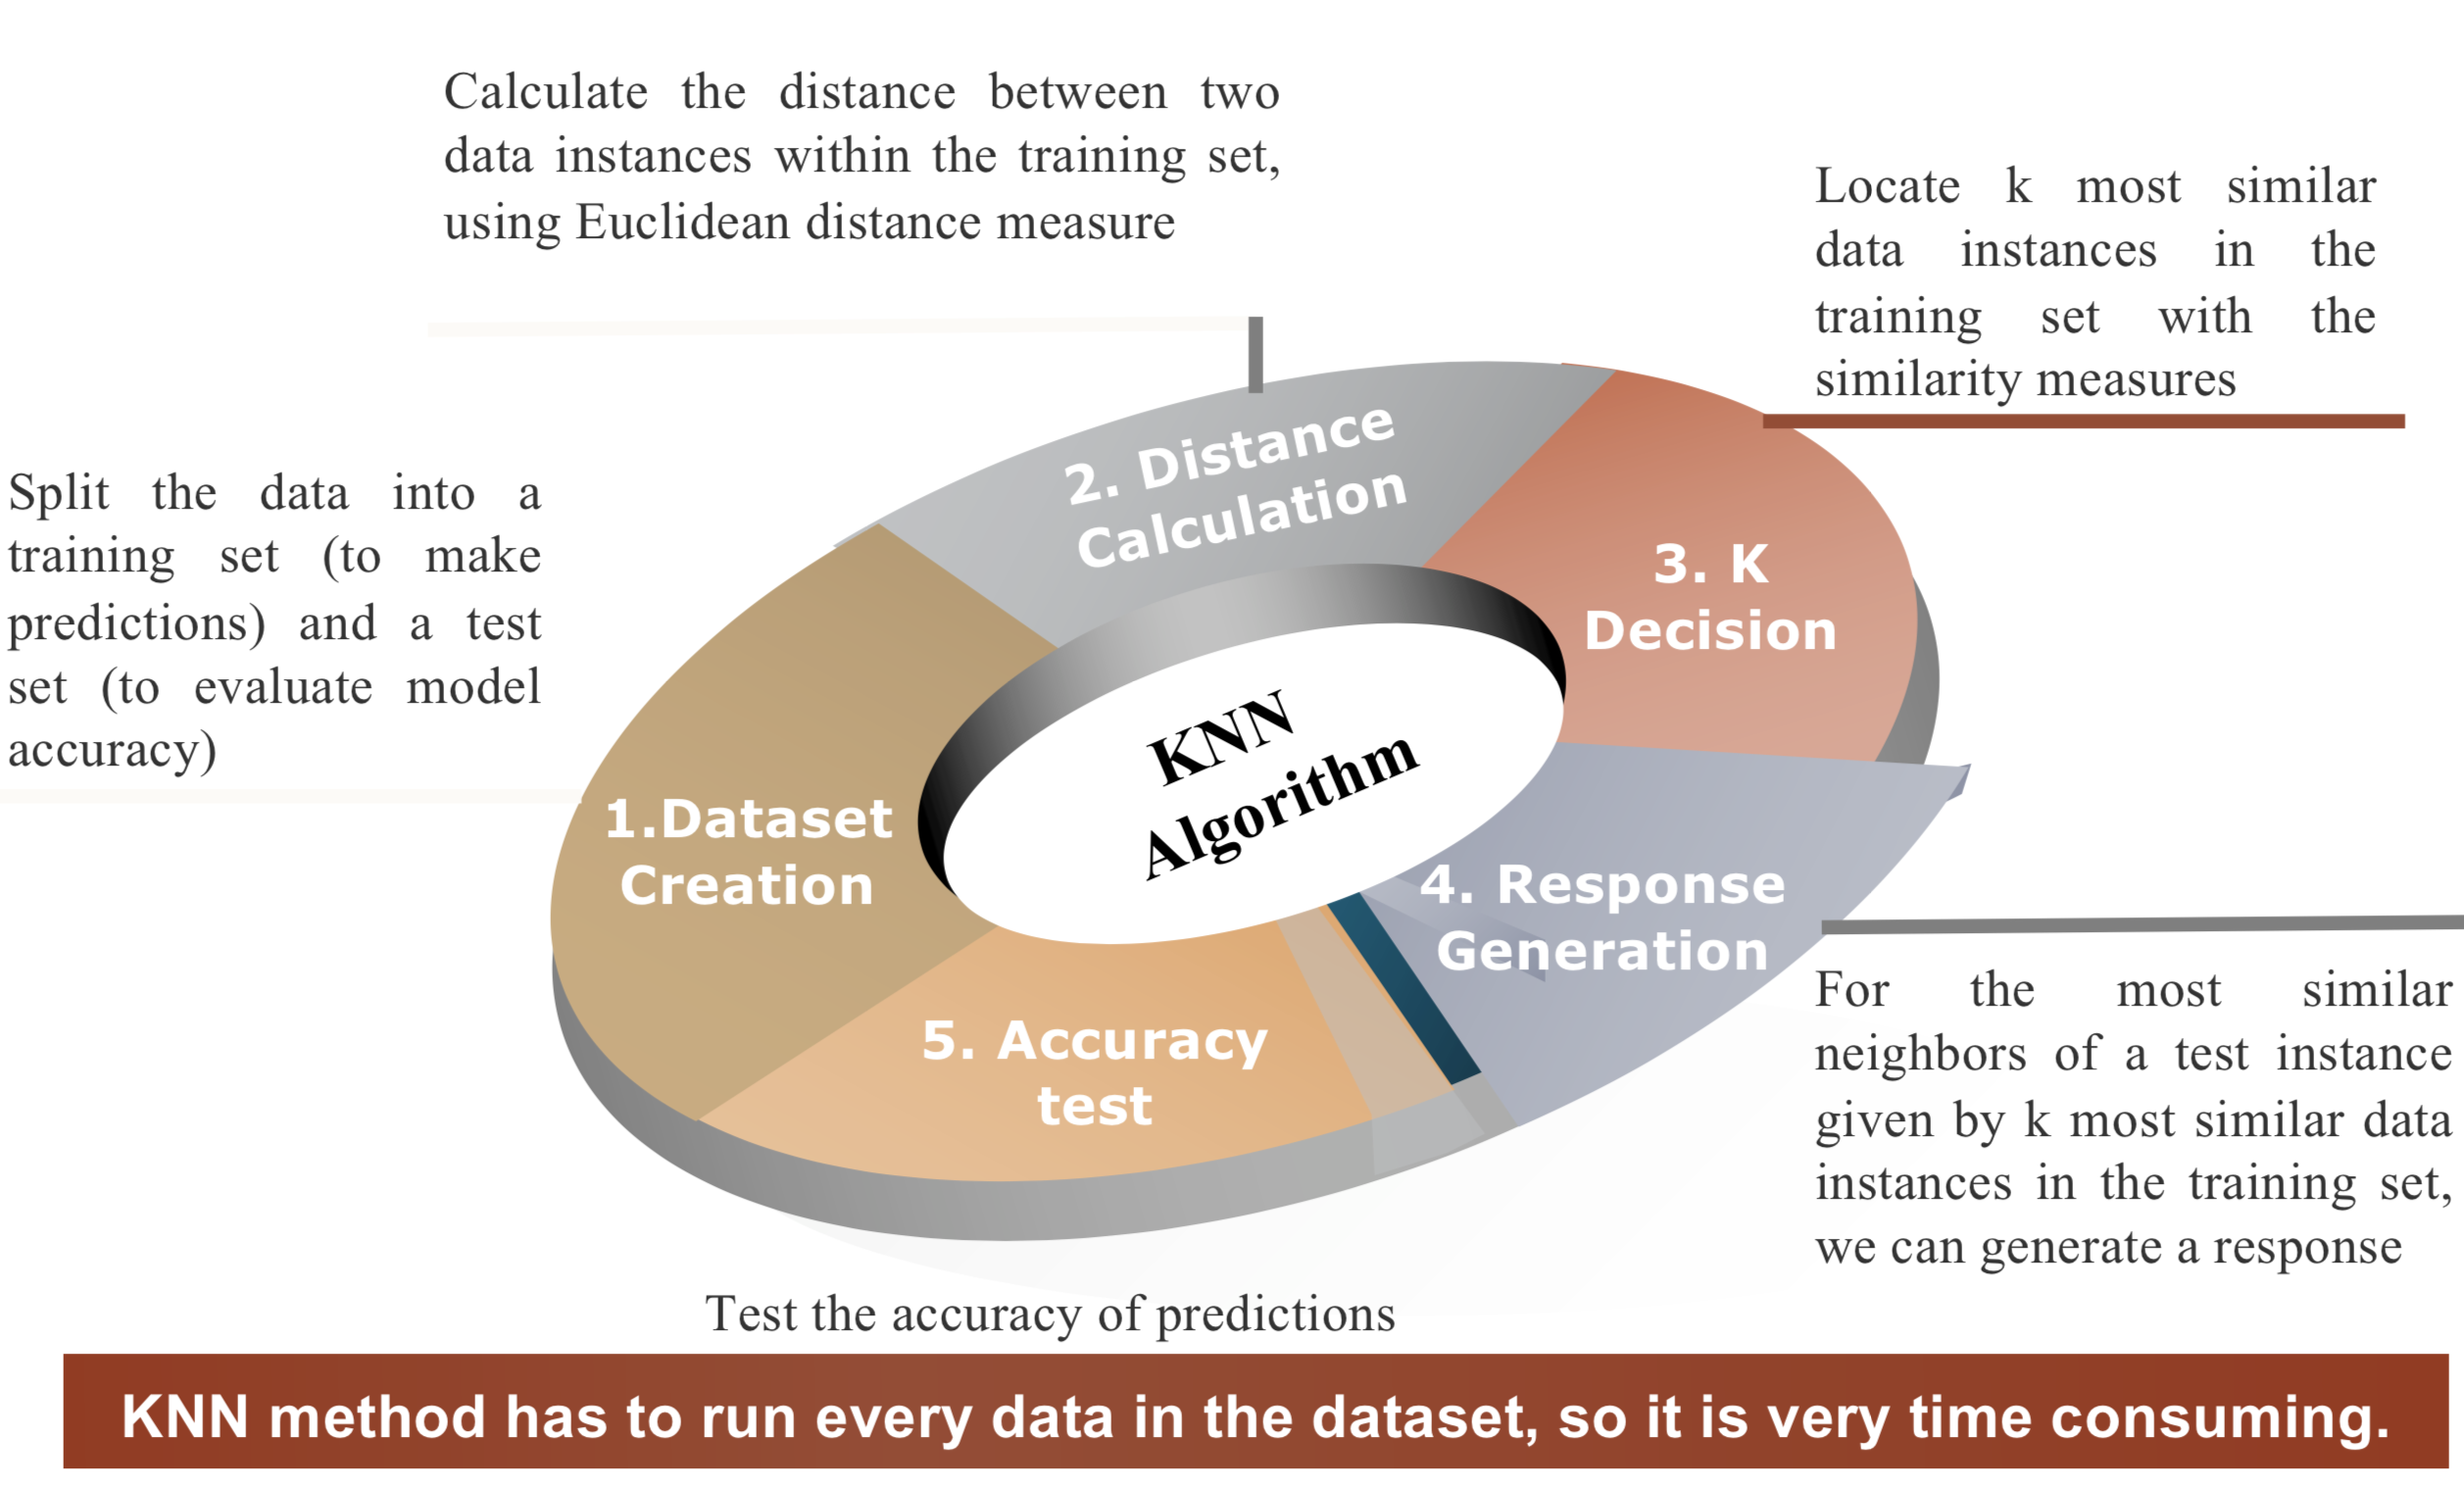 Calculate the distance between two
data instances within the training set,
using Euclidean distance measure
Locate k most similar
data instances in the
training set with the
similarity measures
Split the data into a
training set (to make
predictions) and a test
set (to evaluate model
accuracy)
2. Distance
Calculation
3. K
Decision
KNN
Algorithm
1.Dataset
Creation
4. Response
Generation
5. Accuracy
test
For the most similar
neighbors of a test instance
given by k most similar data
instances in the training set,
we can generate a response
Test the accuracy of predictions
KNN method has to run every data in the dataset, so it is very time consuming.